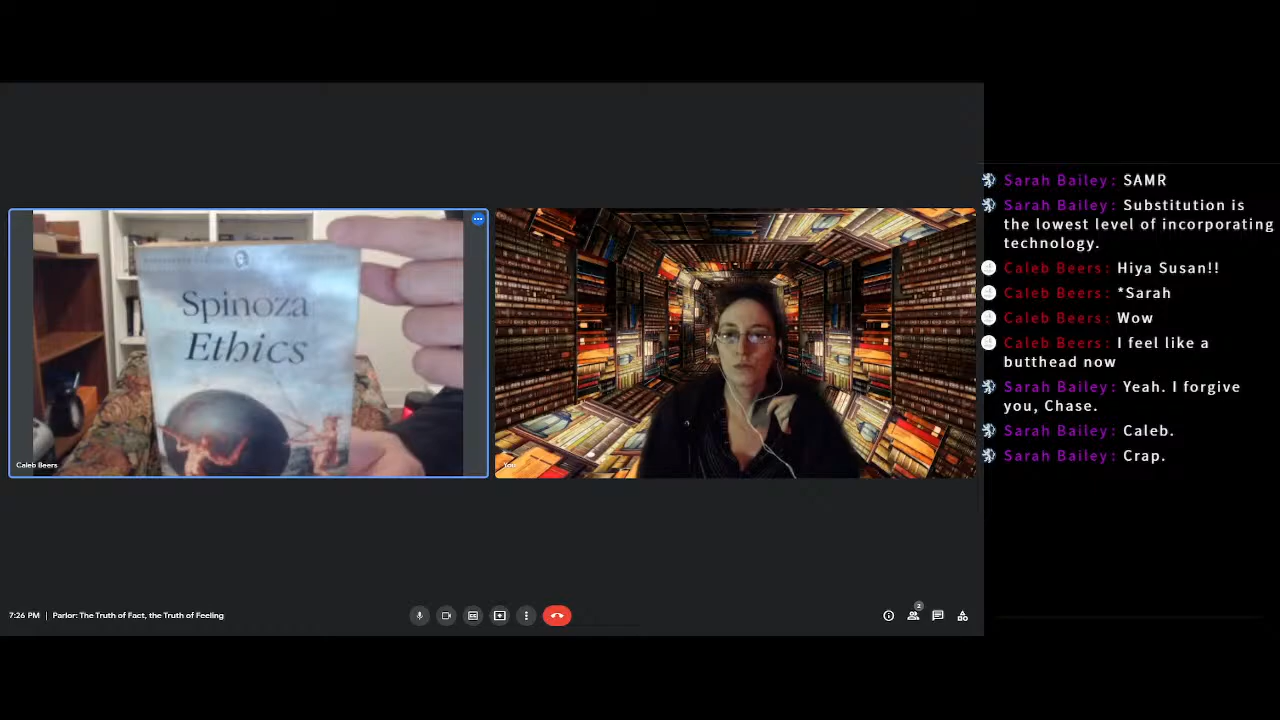 Spinoza
Ethics
Caleb Beers
You
7:26 PM | Parlor: The Truth of Fact, the Truth of Feeling
2
Sarah Bailey: SAMR
Sarah Bailey: Substitution is
the lowest level of incorporating
technology.
Caleb Beers: Hiya Susan!!
Caleb Beers: *Sarah
Caleb Beers: Wow
Caleb Beers: I feel like a
butthead now
Sarah Bailey: Yeah. I forgive
you, Chase.
Sarah Bailey: Caleb.
Sarah Bailey: Crap.